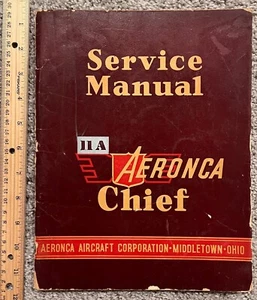 Service
Manual
11A
AERONCA
Chief
AERONCA AIRCRAFT CORPORATION·MIDDLETOWN·OHIO